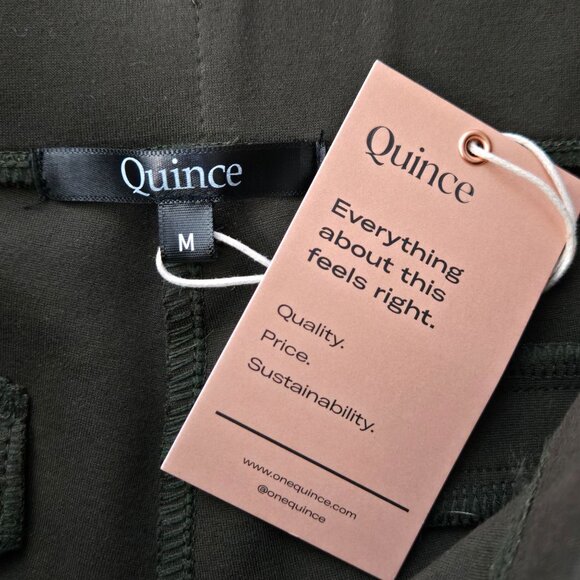 Quince
M
Quince
Everything
about this
feels right.
Quality.
Price.
Sustainability.
www.onequince.com
@onequince